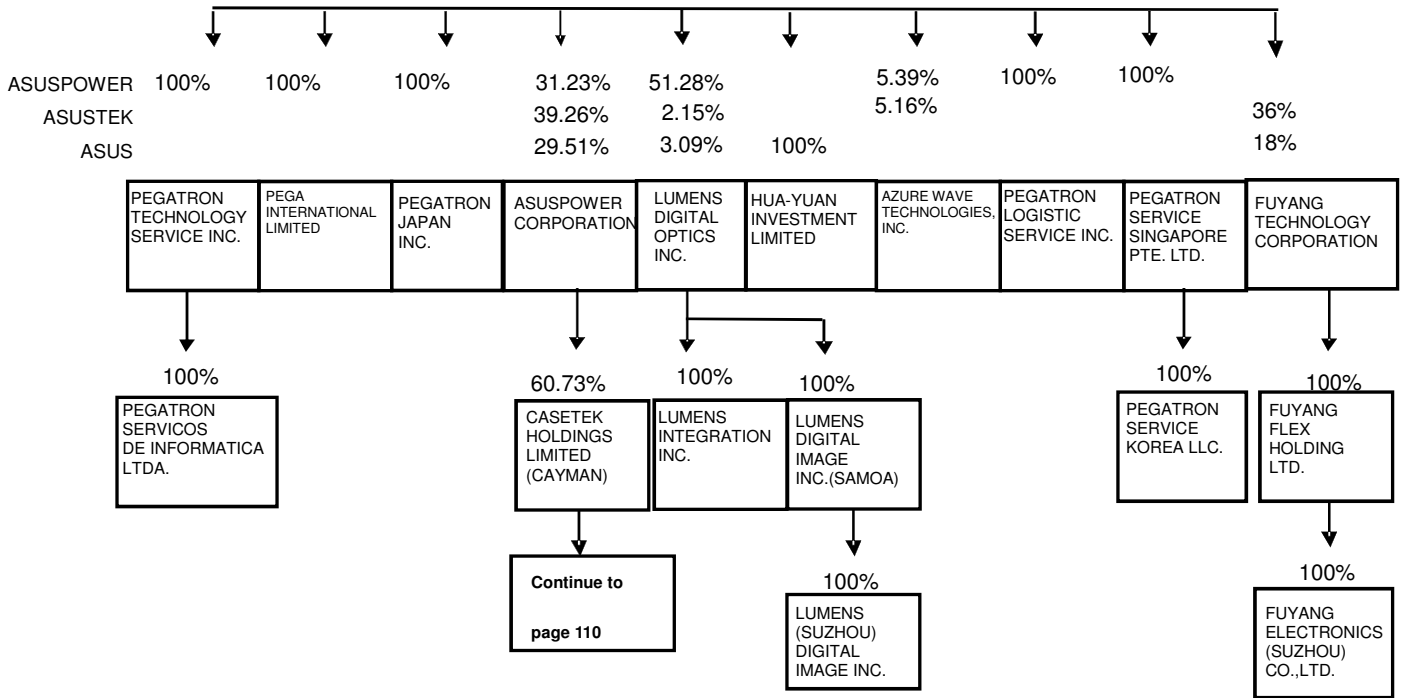 ASUSPOWER 100% 100% 100% 31.23% 51.28% 5.39% 100% 100%
ASUSTEK 39.26% 2.15% 5.16% 36%
ASUS 29.51% 3.09% 100% 18%
PEGATRON
TECHNOLOGY
SERVICE INC.
PEGA
INTERNATIONAL
LIMITED
PEGATRON
JAPAN
INC.
ASUSPOWER
CORPORATION
LUMENS
DIGITAL
OPTICS
INC.
HUA-YUAN
INVESTMENT
LIMITED
AZURE WAVE
TECHNOLOGIES,
INC.
PEGATRON
LOGISTIC
SERVICE INC.
PEGATRON
SERVICE
SINGAPORE
PTE. LTD.
FUYANG
TECHNOLOGY
CORPORATION
100%
PEGATRON
SERVICOS
DE INFORMATICA
LTDA.
60.73%
CASETEK
HOLDINGS
LIMITED
(CAYMAN)
100%
LUMENS
INTEGRATION
INC.
100%
LUMENS
DIGITAL
IMAGE
INC.(SAMOA)
100%
PEGATRON
SERVICE
KOREA LLC.
100%
FUYANG
FLEX
HOLDING
LTD.
Continue to
page 110
100%
LUMENS
(SUZHOU)
DIGITAL
IMAGE INC.
100%
FUYANG
ELECTRONICS
(SUZHOU)
CO.,LTD.